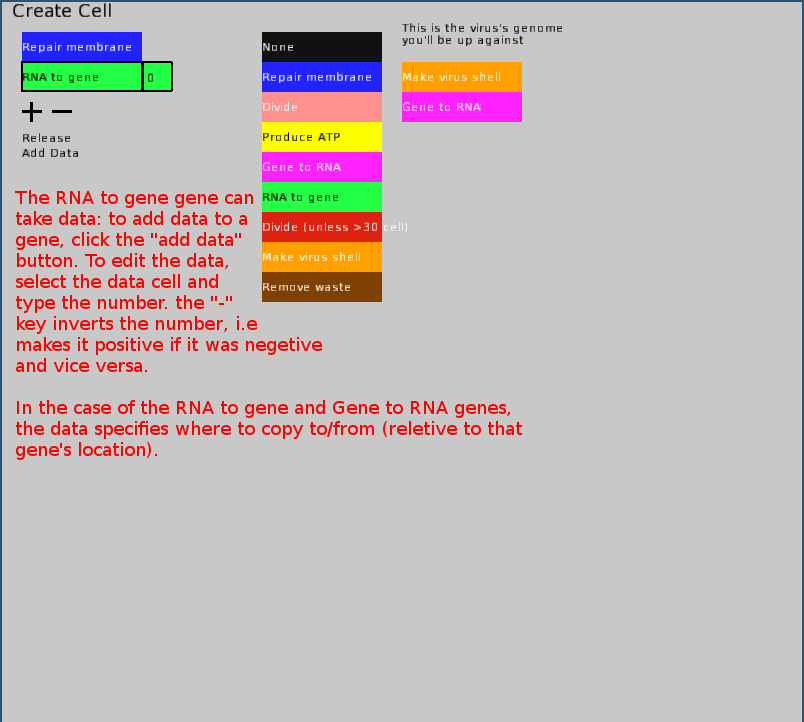 Create Cell
Repair membrane
RNA to gene 0
+ −
Release
Add Data
None
Repair membrane
Divide
Produce ATP
Gene to RNA
RNA to gene
Divide (unless >30 cell)
Make virus shell
Remove waste
This is the virus's genome
you'll be up against
Make virus shell
Gene to RNA
The RNA to gene gene can
take data: to add data to a
gene, click the "add data"
button. To edit the data,
select the data cell and
type the number. the "-"
key inverts the number, i.e
makes it positive if it was negetive
and vice versa.
In the case of the RNA to gene and Gene to RNA genes,
the data specifies where to copy to/from (reletive to that
gene's location).